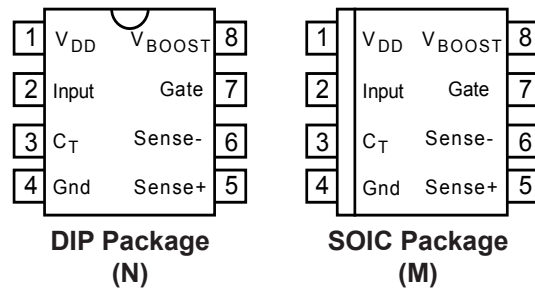 1 VDD VBOOST 8
2 Input Gate 7
3 CT Sense- 6
4 Gnd Sense+ 5
DIP Package
(N)
1 VDD VBOOST 8
2 Input Gate 7
3 CT Sense- 6
4 Gnd Sense+ 5
SOIC Package
(M)